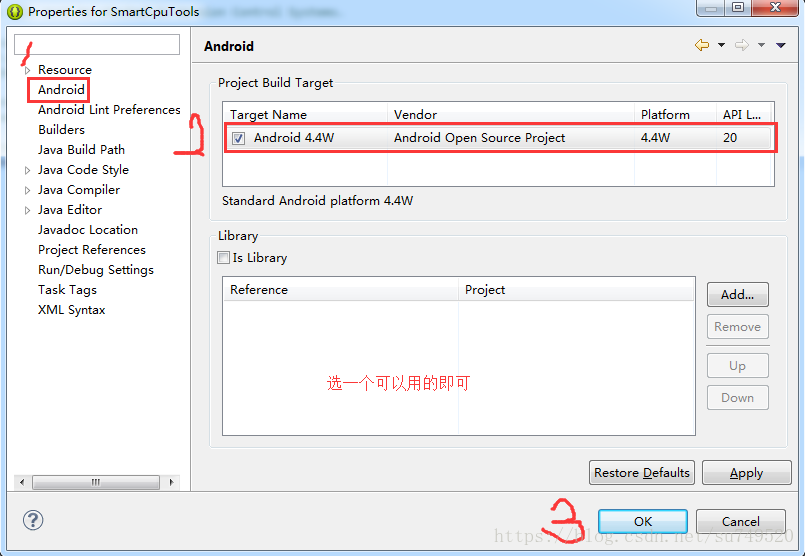 Properties for SmartCpuTools
1
Resource
Android
Android Lint Preferences
Builders
Java Build Path
Java Code Style
Java Compiler
Java Editor
Javadoc Location
Project References
Run/Debug Settings
Task Tags
XML Syntax
2
Android
Project Build Target
Target Name Vendor Platform API L...
Android 4.4W Android Open Source Project 4.4W 20
Standard Android platform 4.4W
Library
Is Library
Reference Project
选一个可以用的即可
Add...
Remove
Up
Down
Restore Defaults Apply
3
OK Cancel
https://blog.csdn.net/su749520